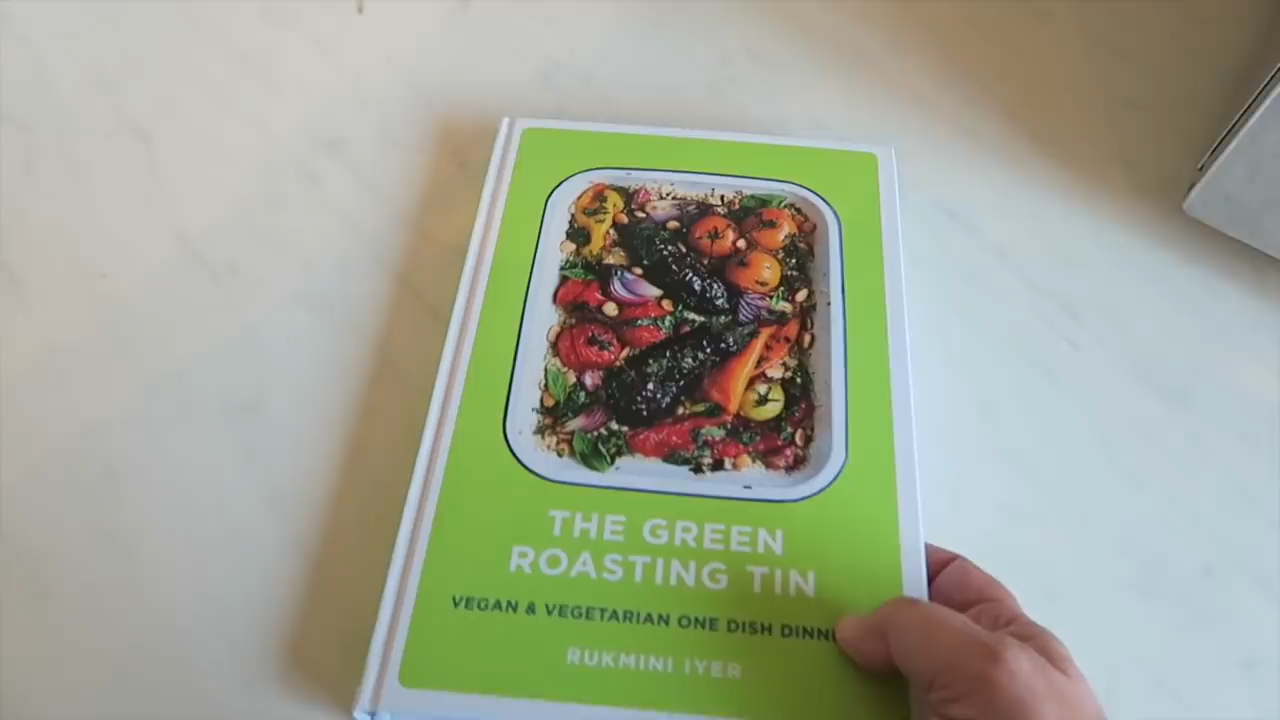 THE GREEN
ROASTING TIN
VEGAN & VEGETARIAN ONE DISH
RUKMINI IYER